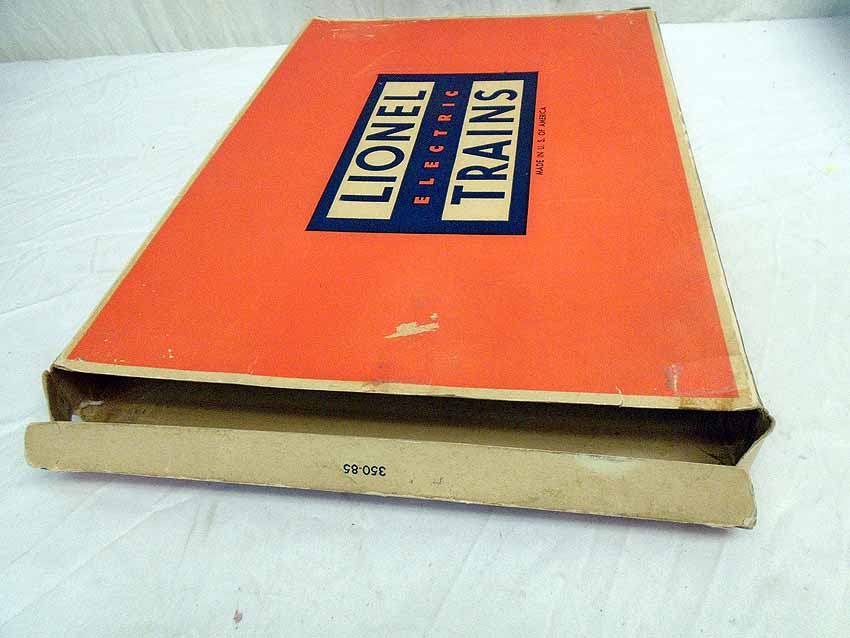 LIONEL
ELECTRIC
TRAINS
MADE IN U. S. OF AMERICA
350-85